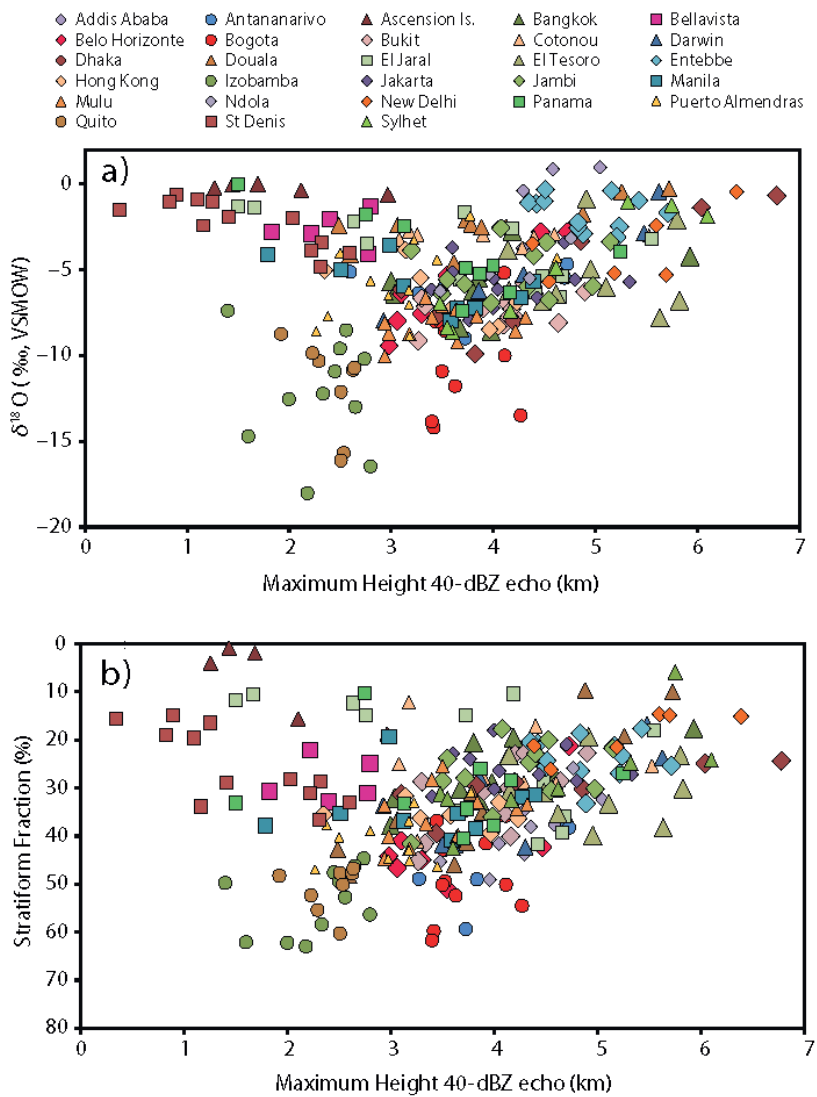 Addis Ababa Antananarivo Ascension Is. Bangkok Bellavista
Belo Horizonte Bogota Bukit Cotonou Darwin
Dhaka Douala El Jaral El Tesoro Entebbe
Hong Kong Izobamba Jakarta Jambi Manila
Mulu Ndola New Delhi Panama Puerto Almendras
Quito St Denis Sylhet
a)
0
−5
−10
−15
−20
δ18 O ( ‰, VSMOW)
0 1 2 3 4 5 6 7
Maximum Height 40-dBZ echo (km)
b)
0
10
20
30
40
50
60
70
80
Stratiform Fraction (%)
0 1 2 3 4 5 6 7
Maximum Height 40-dBZ echo (km)